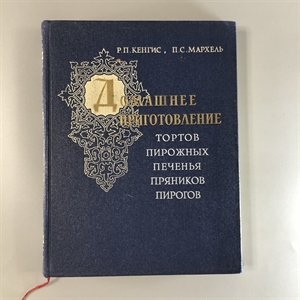 Р.П.КЕНГИС, П.С.МАРХЕЛЬ
ДОМАШНЕЕ
ПРИГОТОВЛЕНИЕ
ТОРТОВ
ПИРОЖНЫХ
ПЕЧЕНЬЯ
ПРЯНИКОВ
ПИРОГОВ